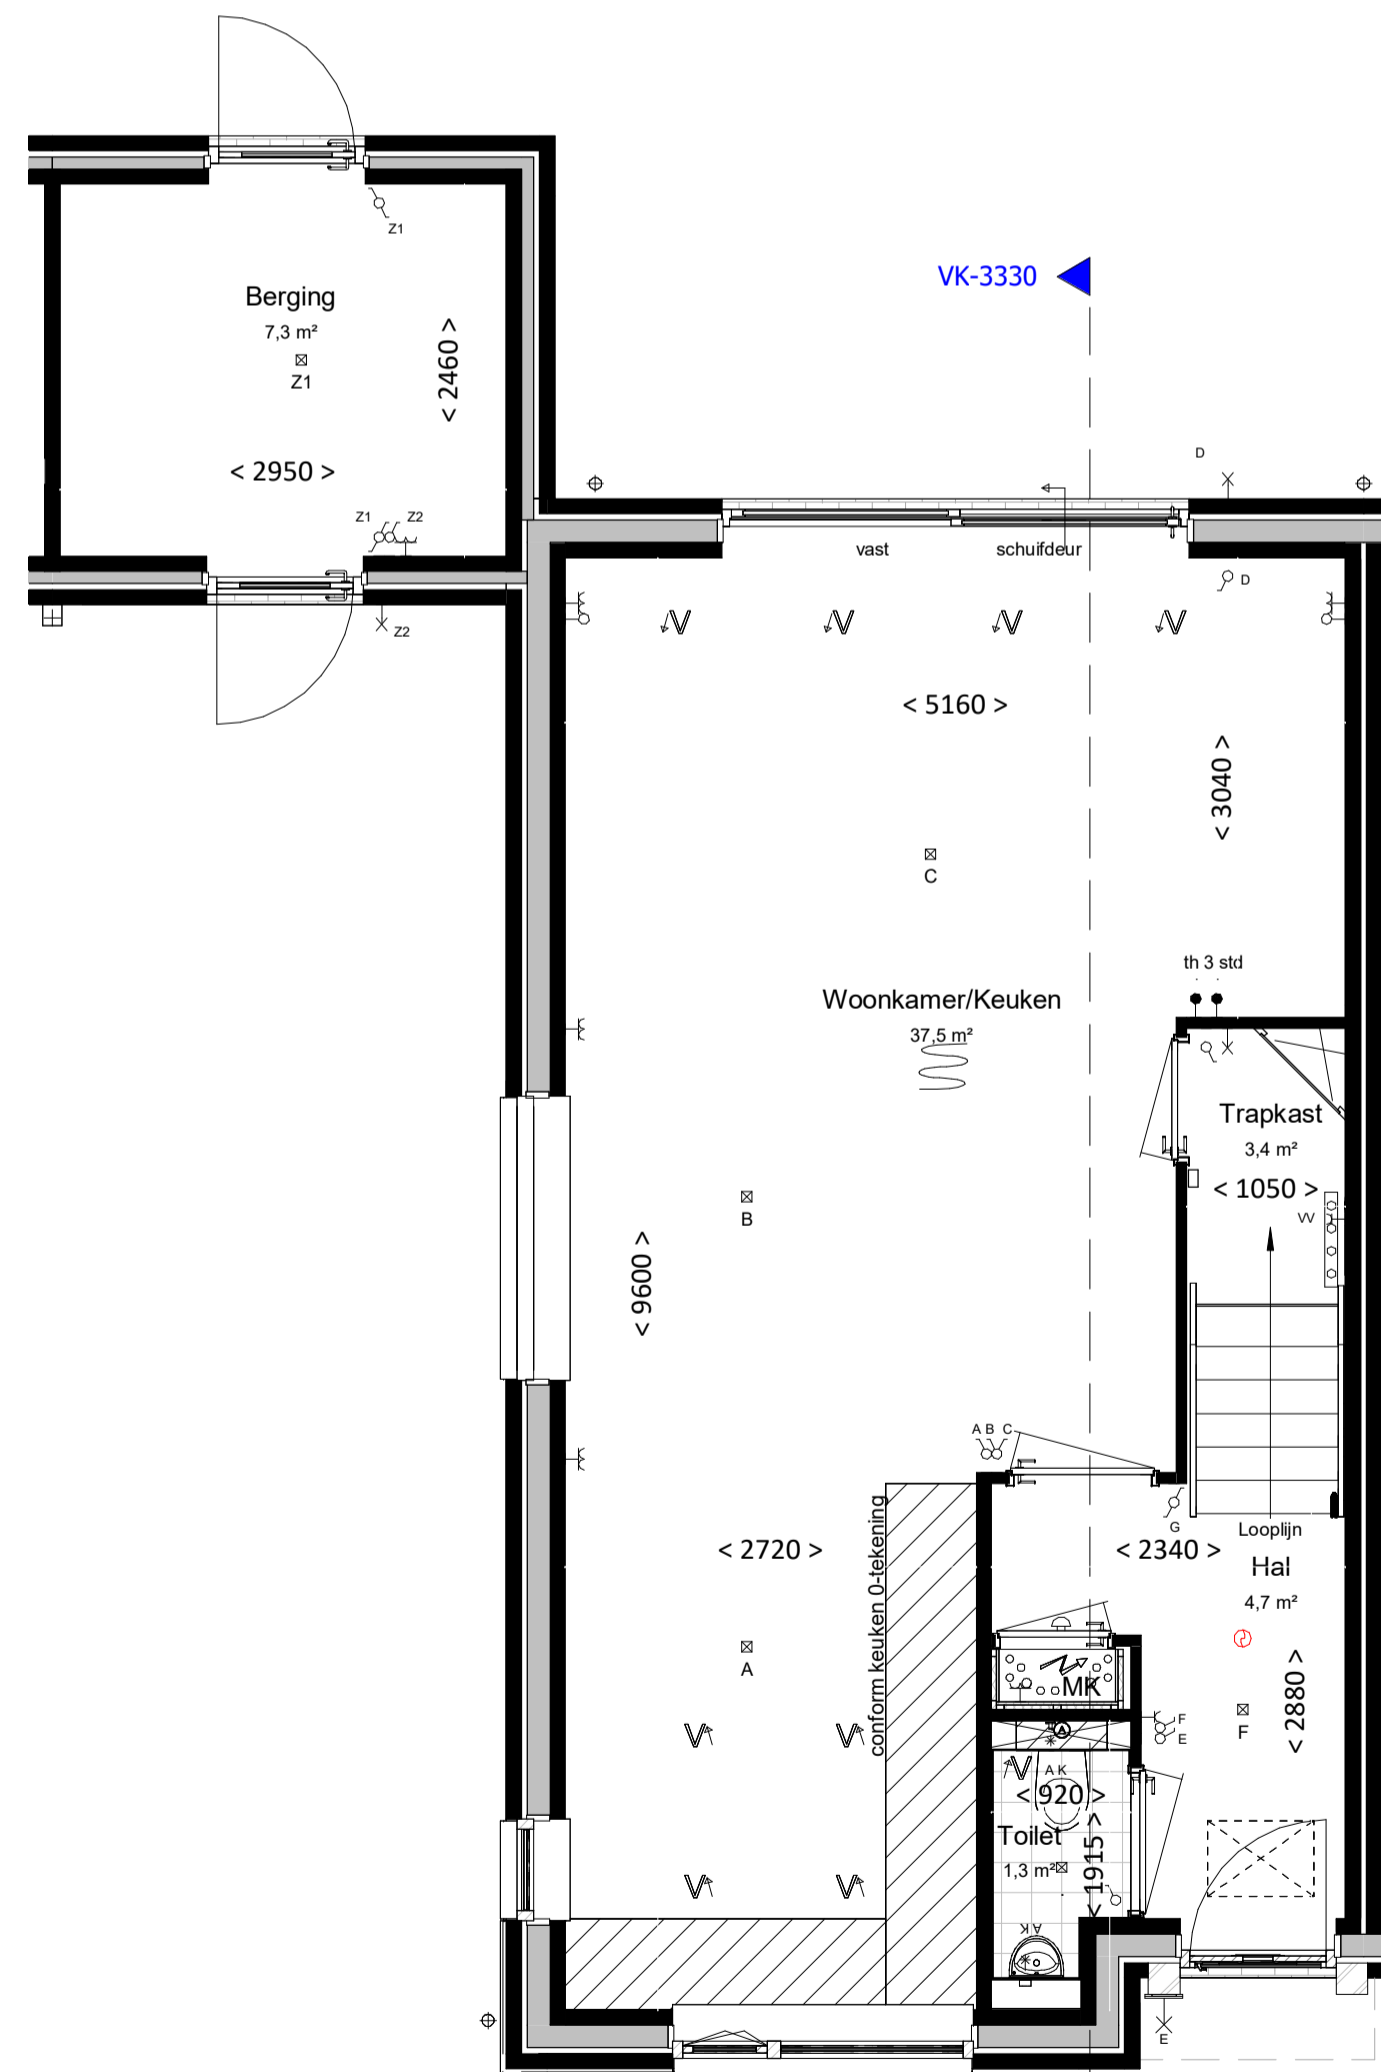 Z1
Berging
7,3 m²
Z1
< 2460 >
< 2950 >
Z1
Z2
Z2
VK-3330
D
vast
schuifdeur
D
< 5160 >
< 3040 >
C
th 3 std
Woonkamer/Keuken
37,5 m²
Trapkast
3,4 m²
< 1050 >
VV
B
< 9600 >
A B C
conform keuken 0-tekening
< 2720 >
G
< 2340 >
Looplijn
Hal
4,7 m²
A
MK
F
E
F
< 2880 >
A K
< 920 >
Toilet
1,3 m²
< 1915 >
A K
E